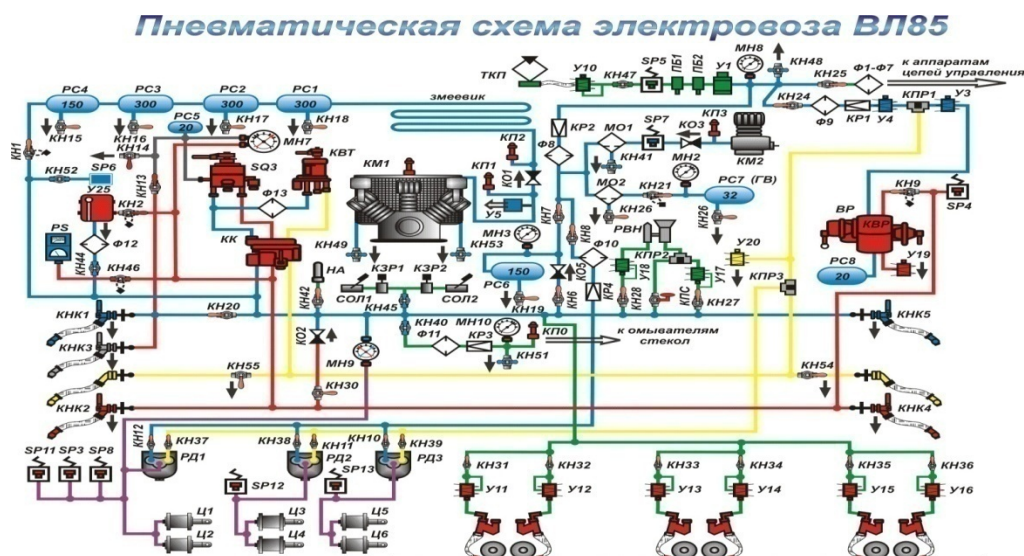 Пневматическая схема электровоза ВЛ85
ТКП У10 КН47 SP5 ПБ1 ПБ2 У1 МН8 КН48 КН25 Ф1-Ф7 к аппаратам
цепей управления
РС4 РС3 РС2 РС1 змеевик
150 300 300 300
КН24 Ф9 КР1 У4 КПР1 У3
КН1 КН15 КН16 РС5 КН17 КН18 КП2 КР2 МО1 SP7 КО3 КП3
20 МН7 Ф8 КМ2
КН14 КН52 SP6 КН13 SQ3 КВТ КМ1 КП1 КО1 КН41 МН2
У25 КН2 Ф13 У5 МО2 КН21 РС7 (ГВ)
32
КН26 КН26 КН9 SP4
PS Ф12 КК МН3 КН7 КН8 РВН ВР КВР
КН44 КН46 КН49 КН53 Ф10 У20
НА КЗР1 КЗР2 150 КО5 КПР2 КПР3 У19
У18 У17 РС8
20
КН42 СОЛ1 СОЛ2 РС6 КН6 КР4 КН28 КПС КН27
КНК1 КН20 КН45 КН19 КНК5
КНК3 КО2 КН40 МН10 КП0 к омывателям
стекол
МН9 Ф11 КР3 КН51
КН55 КН54
КНК2 КН30 КНК4
КН12 КН37 КН38 КН11 КН10 КН39
SP11 SP3 SP8 РД1 РД2 SP13 РД3
SP12
КН31 КН32 КН33 КН34 КН35 КН36
У11 У12 У13 У14 У15 У16
Ц1 Ц3 Ц5
Ц2 Ц4 Ц6